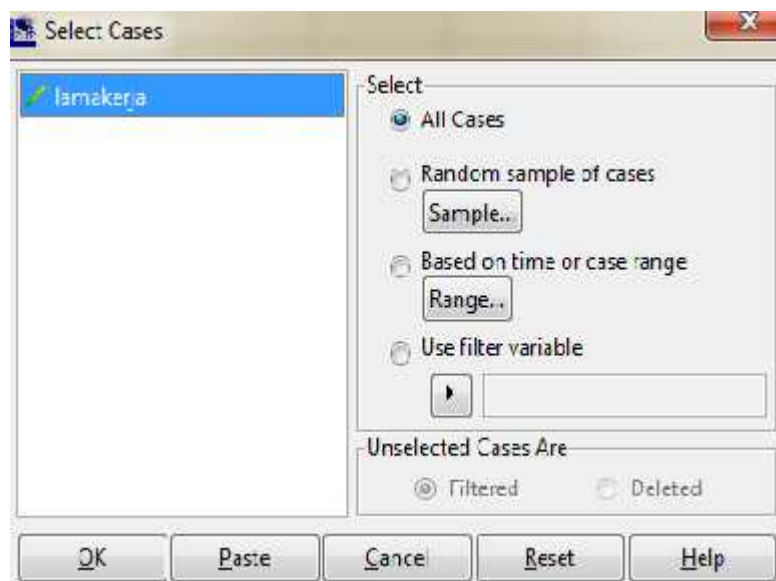 Select Cases
lamakerja
Select
All Cases
Random sample of cases
Sample...
Based on time or case range
Range...
Use filter variable
Unselected Cases Are
Filtered
Deleted
OK
Paste
Cancel
Reset
Help